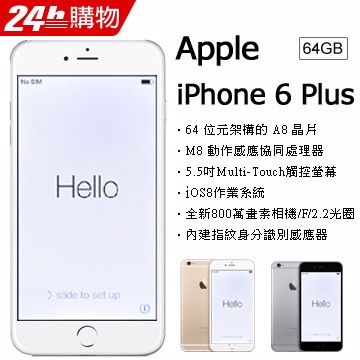 24h購物
Apple
64GB
iPhone 6 Plus
· 64 位元架構的 A8 晶片
· M8 動作感應協同處理器
· 5.5吋Multi-Touch觸控螢幕
· iOS8作業系統
· 全新800萬畫素相機/F/2.2光圈
· 內建指紋身分識別感應器
No SIM
Hello
› slide to set up
Hello
Hello